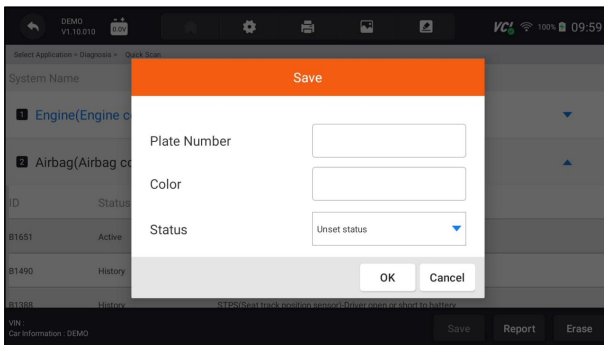 DEMO
V1.10.010
0.0V
VC!
100%
09:59
Select Application > Diagnosis > Quick Scan
System Name
Save
1 Engine(Engine co
2 Airbag(Airbag co
Plate Number
Color
Status
Unset status
OK
Cancel
ID
Status
B1651
Active
B1490
History
B1388
History
STPS(Seat track position sensor)-Driver open or short to battery
VIN :
Car Information : DEMO
Save
Report
Erase